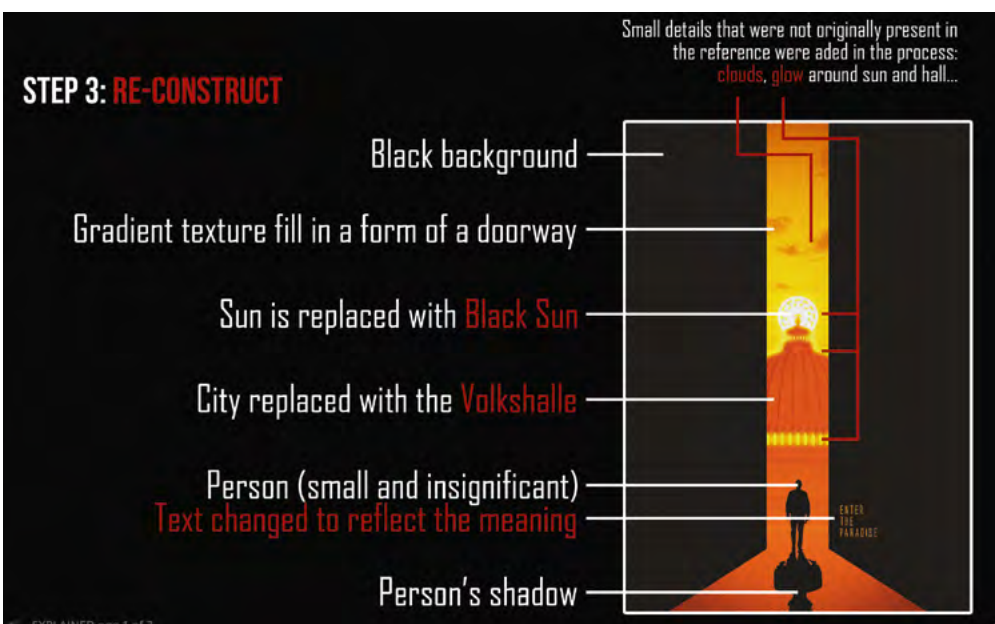 Small details that were not originally present in
the reference were aded in the process:
clouds, glow around sun and hall...
STEP 3: RE-CONSTRUCT
Black background
Gradient texture fill in a form of a doorway
Sun is replaced with Black Sun
City replaced with the Volkshalle
Person (small and insignificant)
Text changed to reflect the meaning
ENTER
THE
PARADISE
Person's shadow